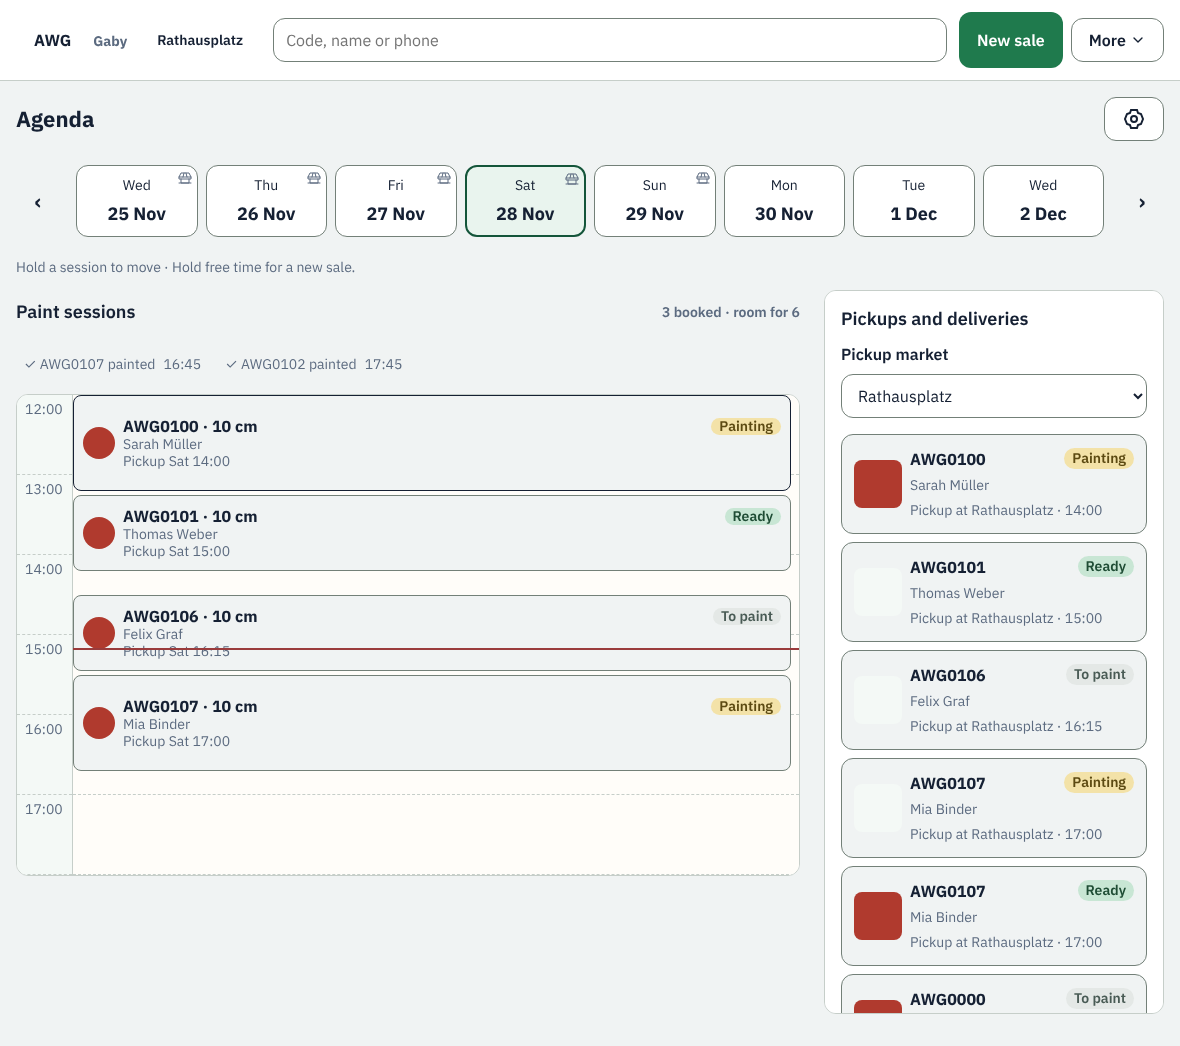 AWG Gaby Rathausplatz Code, name or phone New sale More
Agenda
Wed Thu Fri Sat Sun Mon Tue Wed
‹ 25 Nov 26 Nov 27 Nov 28 Nov 29 Nov 30 Nov 1 Dec 2 Dec ›
Hold a session to move · Hold free time for a new sale.
Paint sessions 3 booked · room for 6
✓ AWG0107 painted 16:45 ✓ AWG0102 painted 17:45
12:00
AWG0100 · 10 cm Painting
Sarah Müller
Pickup Sat 14:00
13:00
AWG0101 · 10 cm Ready
Thomas Weber
Pickup Sat 15:00
14:00
AWG0106 · 10 cm To paint
Felix Graf
15:00 Pickup Sat 16:15
AWG0107 · 10 cm Painting
Mia Binder
16:00 Pickup Sat 17:00
17:00
Pickups and deliveries
Pickup market
Rathausplatz
AWG0100 Painting
Sarah Müller
Pickup at Rathausplatz · 14:00
AWG0101 Ready
Thomas Weber
Pickup at Rathausplatz · 15:00
AWG0106 To paint
Felix Graf
Pickup at Rathausplatz · 16:15
AWG0107 Painting
Mia Binder
Pickup at Rathausplatz · 17:00
AWG0107 Ready
Mia Binder
Pickup at Rathausplatz · 17:00
AWG0000 To paint